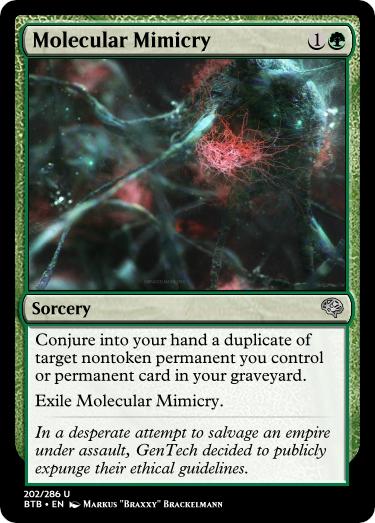 Molecular Mimicry 1
Sorcery
Conjure into your hand a duplicate of
target nontoken permanent you control
or permanent card in your graveyard.
Exile Molecular Mimicry.
In a desperate attempt to salvage an empire
under assault, GenTech decided to publicly
expunge their ethical guidelines.
202/286 U
BTB • EN Markus "Braxxy" Brackelmann